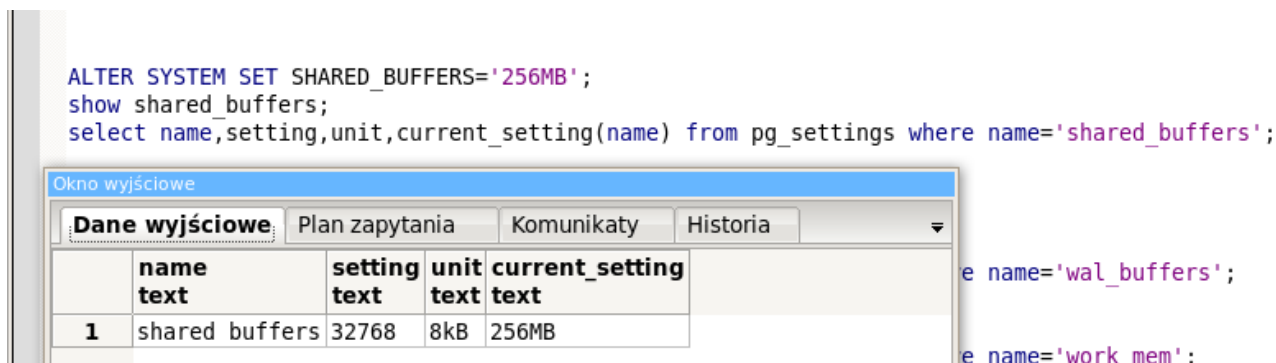 ALTER SYSTEM SET SHARED_BUFFERS='256MB';
show shared_buffers;
select name,setting,unit,current_setting(name) from pg_settings where name='shared_buffers';
Okno wyjściowe
Dane wyjściowe Plan zapytania Komunikaty Historia
name setting unit current_setting
text text text text
e name='wal_buffers';
1 shared_buffers 32768 8kB 256MB
e name='work_mem';